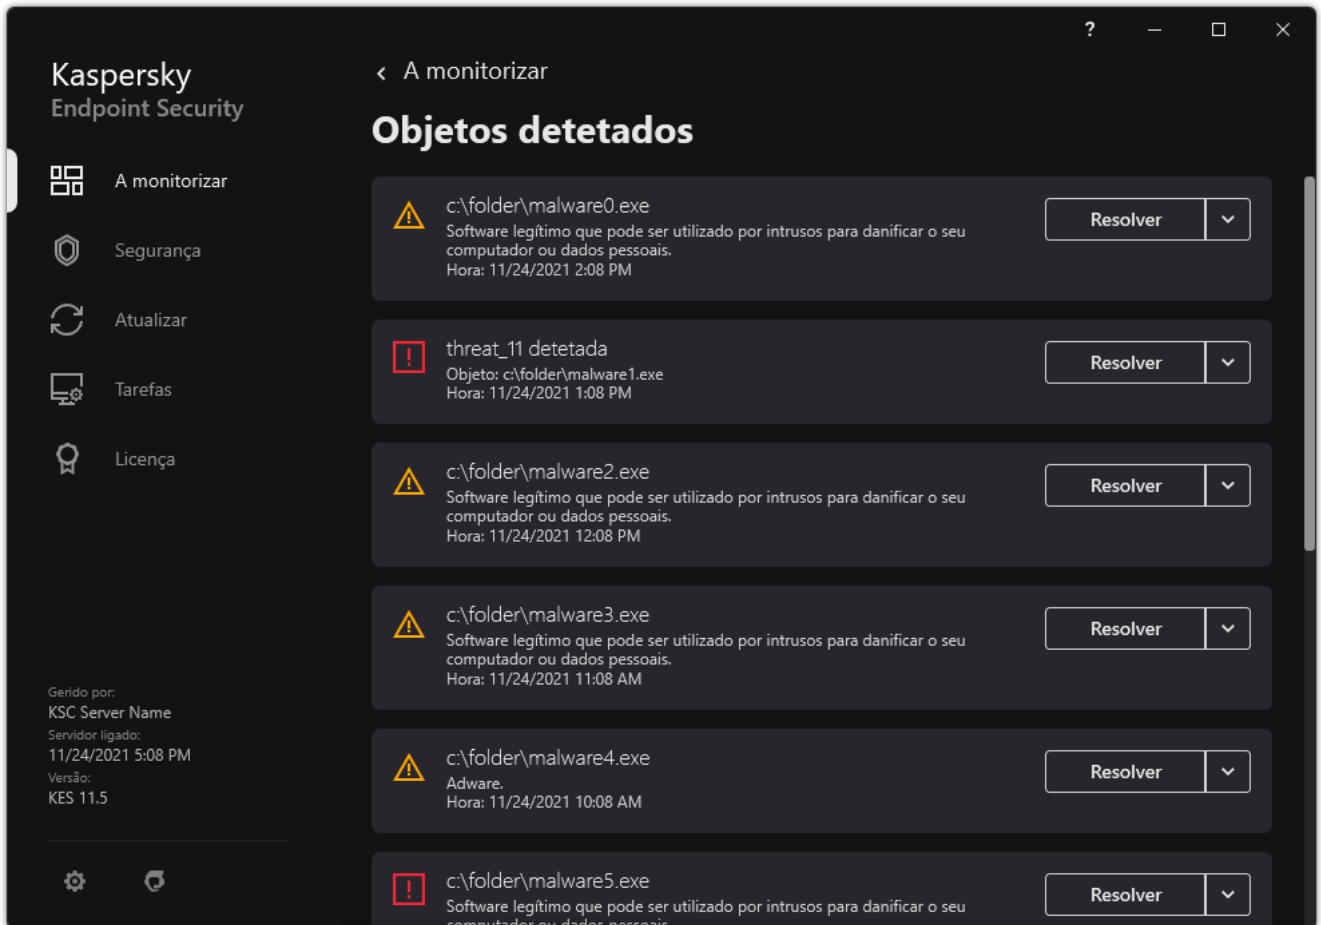 ?
Kaspersky
Endpoint Security
A monitorizar
Segurança
Atualizar
Tarefas
Licença
Gerido por:
KSC Server Name
Servidor ligado:
11/24/2021 5:08 PM
Versão:
KES 11.5
A monitorizar
Objetos detetados
c:\folder\malware0.exe
Software legítimo que pode ser utilizado por intrusos para danificar o seu
computador ou dados pessoais.
Hora: 11/24/2021 2:08 PM
Resolver
threat_11 detetada
Objeto: c:\folder\malware1.exe
Hora: 11/24/2021 1:08 PM
Resolver
c:\folder\malware2.exe
Software legítimo que pode ser utilizado por intrusos para danificar o seu
computador ou dados pessoais.
Hora: 11/24/2021 12:08 PM
Resolver
c:\folder\malware3.exe
Software legítimo que pode ser utilizado por intrusos para danificar o seu
computador ou dados pessoais.
Hora: 11/24/2021 11:08 AM
Resolver
c:\folder\malware4.exe
Adware.
Hora: 11/24/2021 10:08 AM
Resolver
c:\folder\malware5.exe
Software legítimo que pode ser utilizado por intrusos para danificar o seu
computador ou dados pessoais.
Resolver